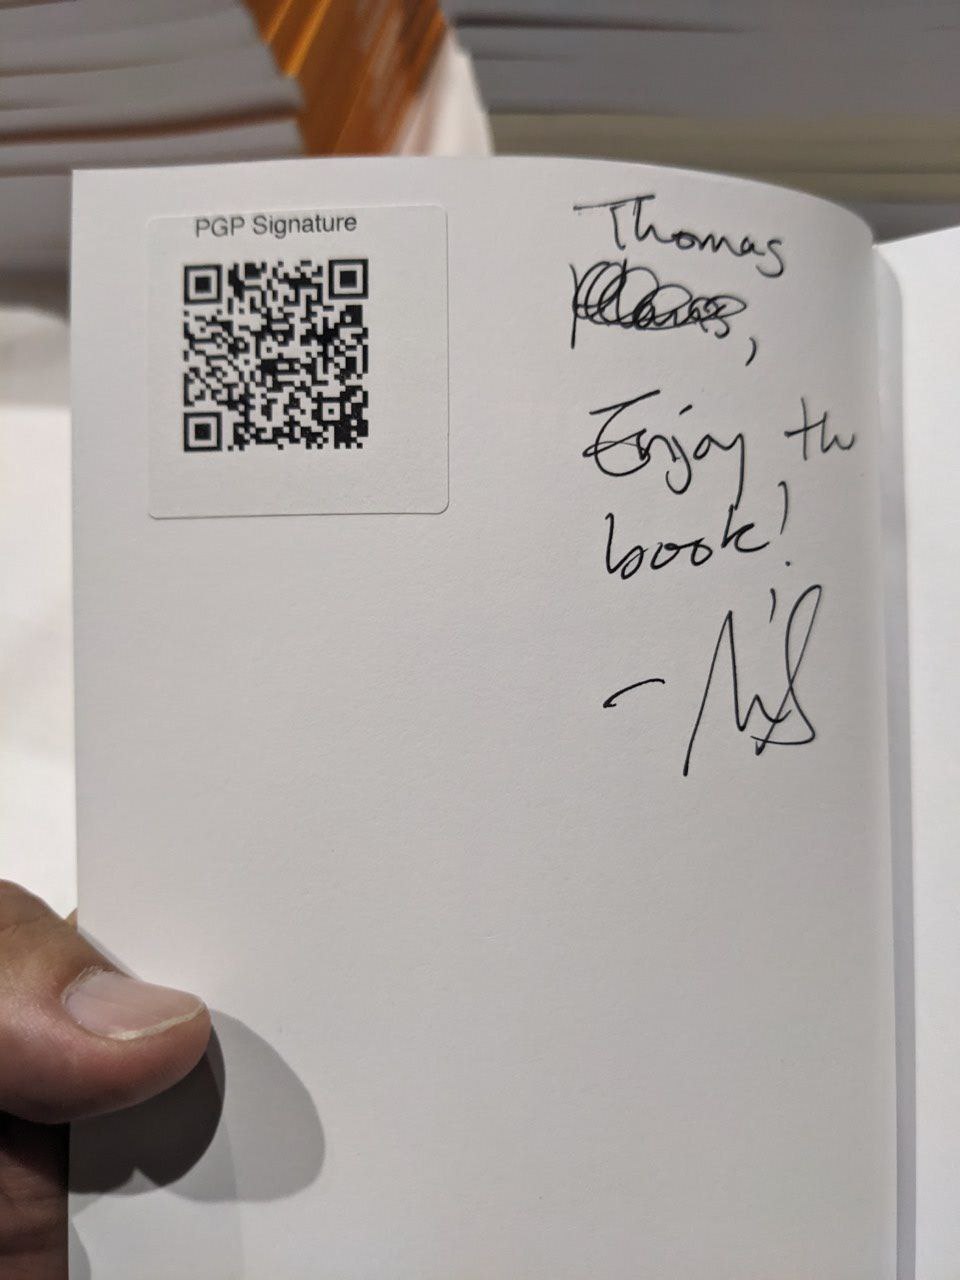 PGP Signature
Thomas
Enjoy the
book!